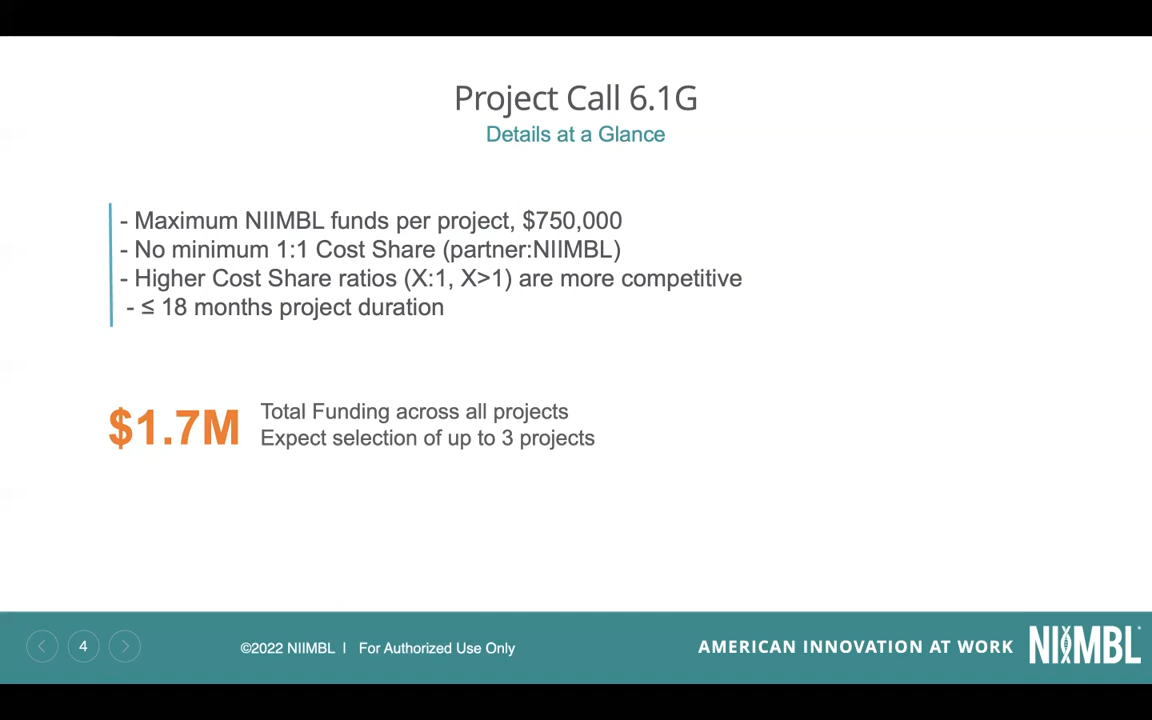 Project Call 6.1G
Details at a Glance
- Maximum NIIMBL funds per project, $750,000
- No minimum 1:1 Cost Share (partner:NIIMBL)
- Higher Cost Share ratios (X:1, X>1) are more competitive
- ≤ 18 months project duration
$1.7M
Total Funding across all projects
Expect selection of up to 3 projects
4
©2022 NIIMBL | For Authorized Use Only
AMERICAN INNOVATION AT WORK
NIIMBL